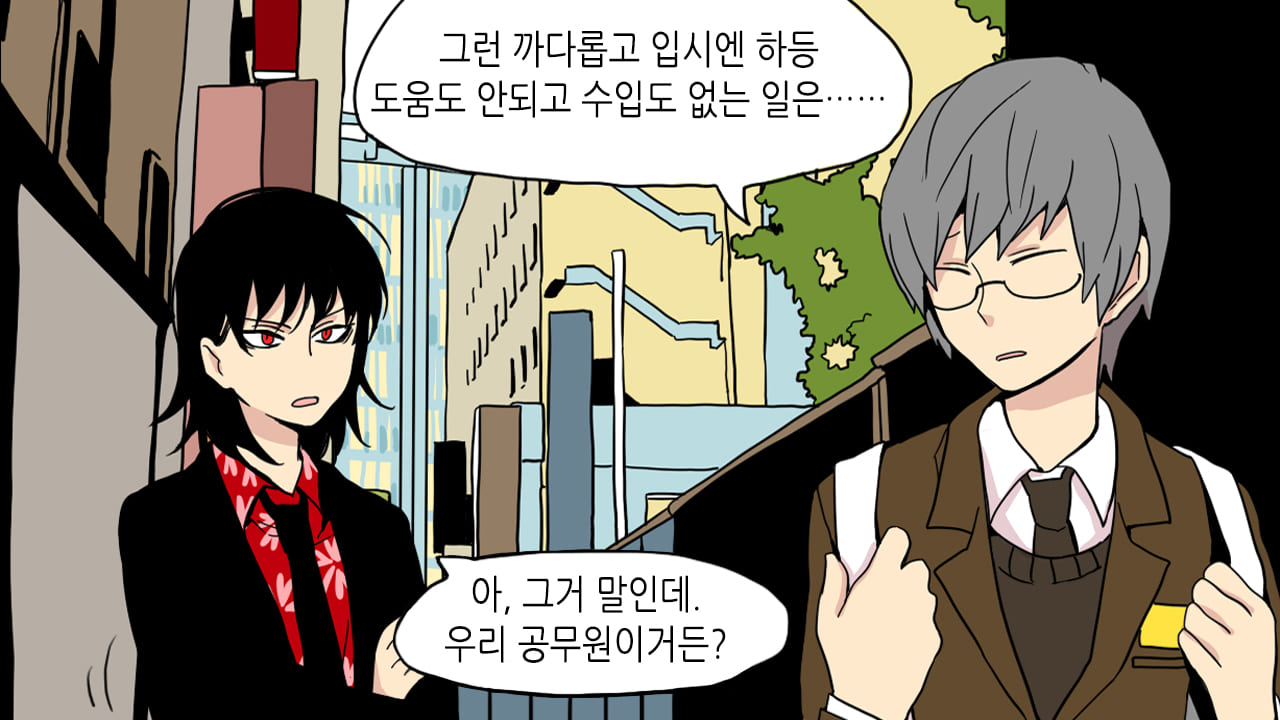 그런 까다롭고 입시엔 하등
도움도 안되고 수입도 없는 일은……
아, 그거 말인데.
우리 공무원이거든?